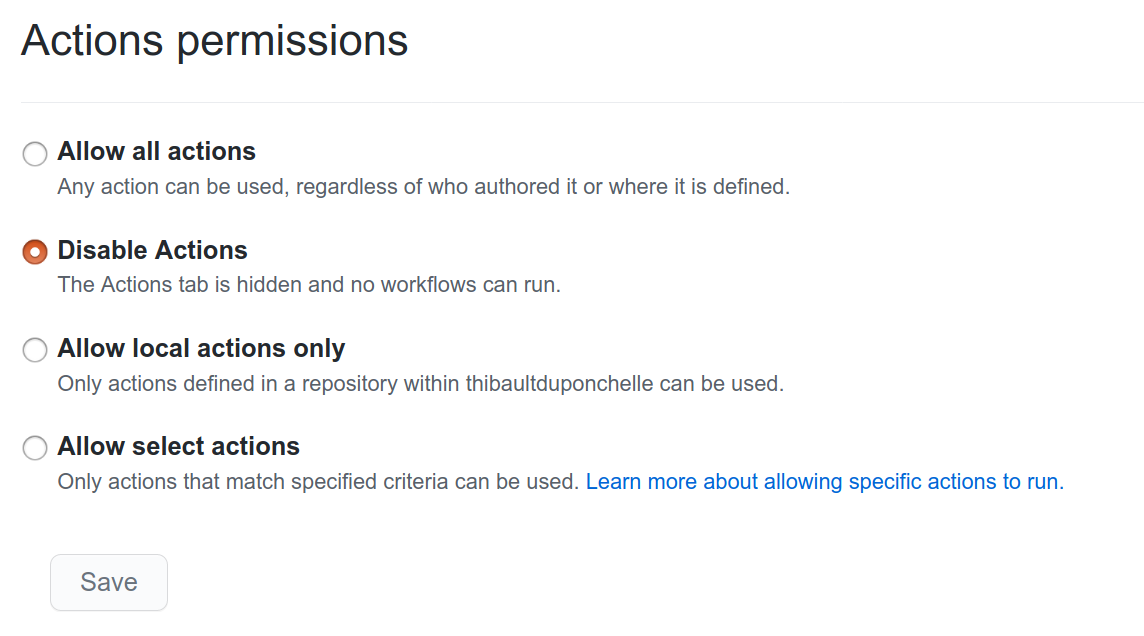 Actions permissions
Allow all actions
Any action can be used, regardless of who authored it or where it is defined.
Disable Actions
The Actions tab is hidden and no workflows can run.
Allow local actions only
Only actions defined in a repository within thibaultduponchelle can be used.
Allow select actions
Only actions that match specified criteria can be used. Learn more about allowing specific actions to run.
Save